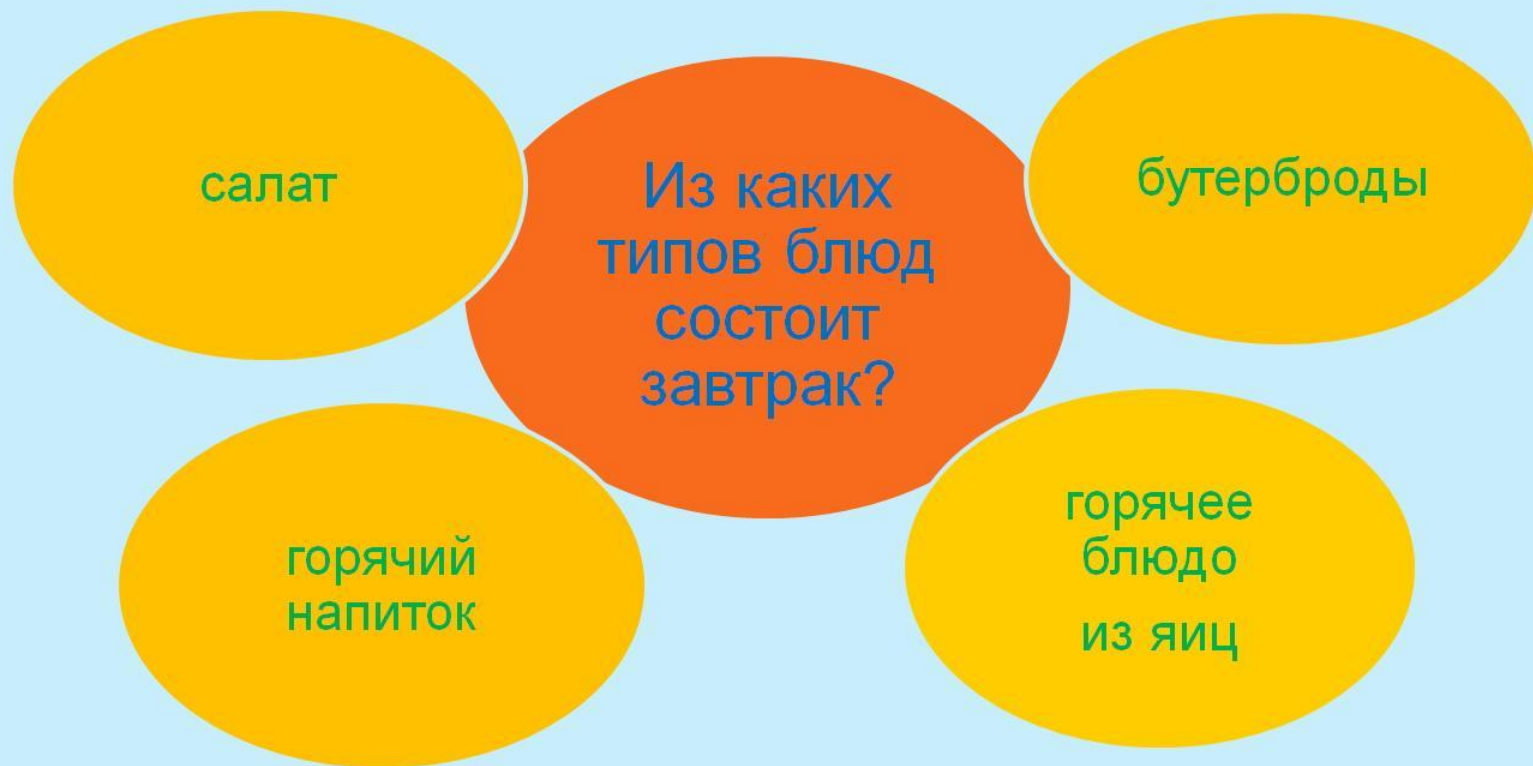 салат
Из каких
типов блюд
состоит
завтрак?
бутерброды
горячий
напиток
горячее
блюдо
из яиц